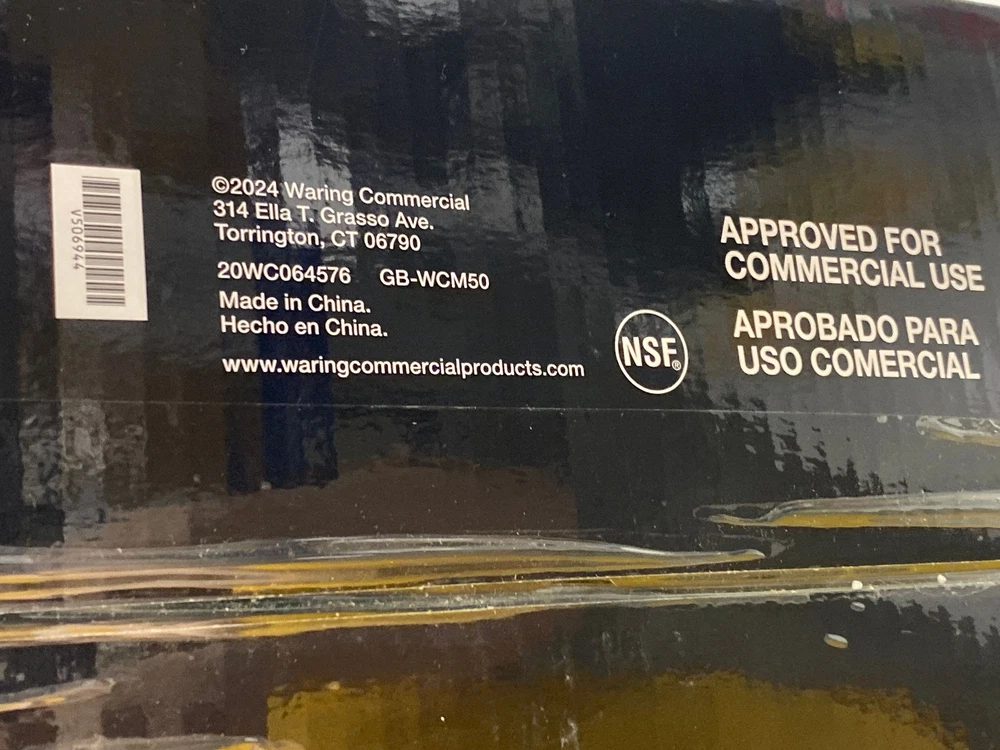 V506944
©2024 Waring Commercial
314 Ella T. Grasso Ave.
Torrington, CT 06790
20WC064576 GB-WCM50
Made in China.
Hecho en China.
www.waringcommercialproducts.com
NSF®
APPROVED FOR
COMMERCIAL USE
APROBADO PARA
USO COMERCIAL